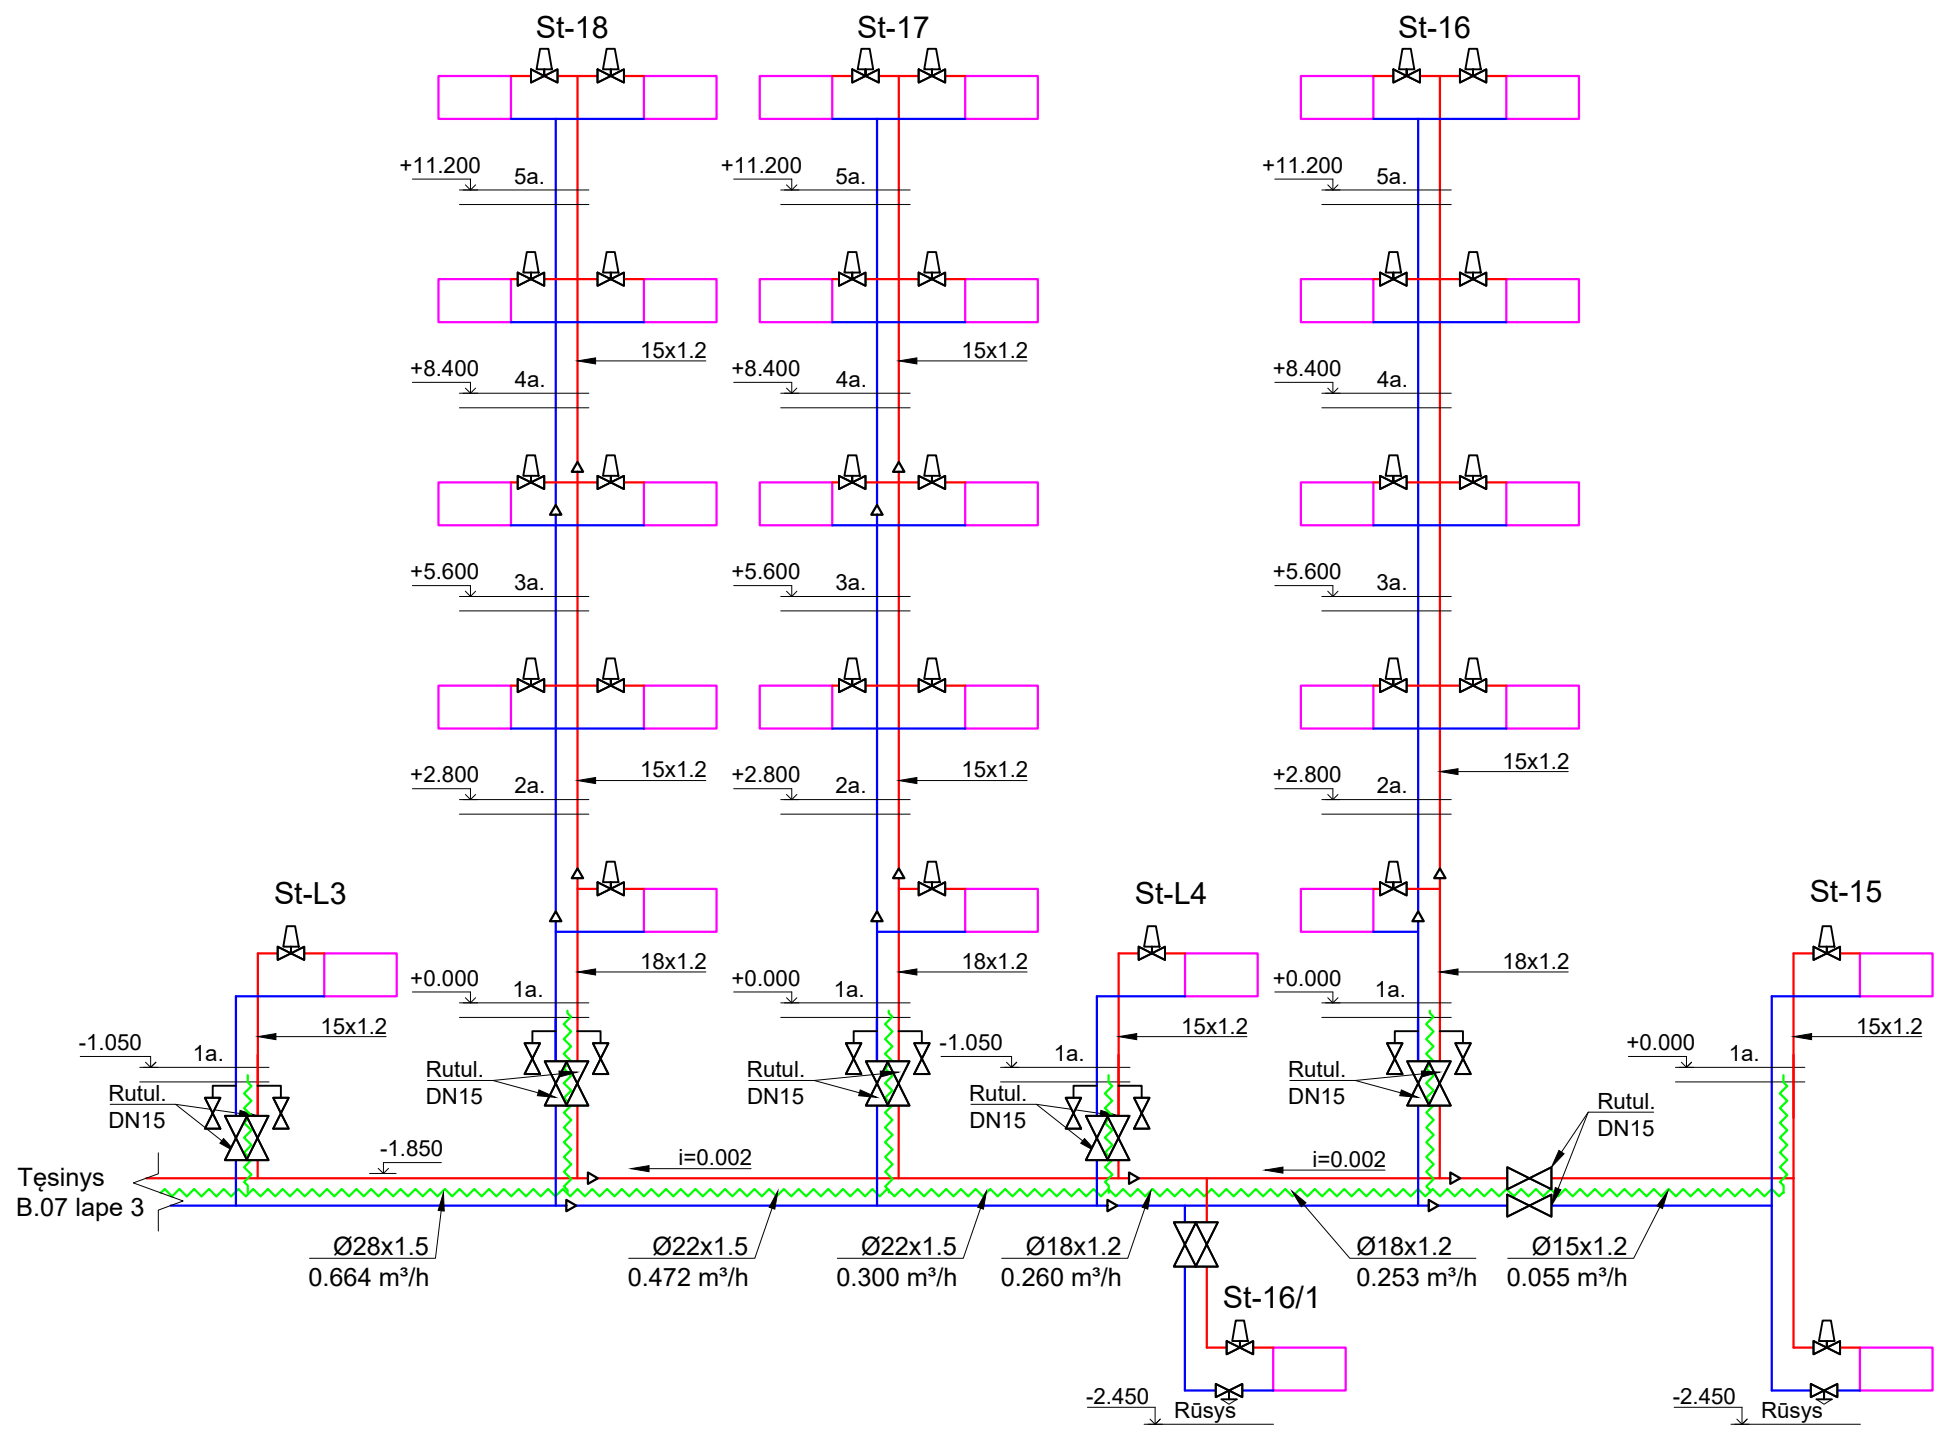 St-18
St-17
St-16
+11.200
5a.
+11.200
5a.
+11.200
5a.
15x1.2
15x1.2
+8.400
4a.
+8.400
4a.
+8.400
4a.
+5.600
3a.
+5.600
3a.
+5.600
3a.
15x1.2
15x1.2
15x1.2
+2.800
2a.
+2.800
2a.
+2.800
2a.
St-L3
St-L4
St-15
18x1.2
18x1.2
18x1.2
+0.000
1a.
+0.000
1a.
+0.000
1a.
15x1.2
15x1.2
15x1.2
-1.050
1a.
-1.050
1a.
+0.000
1a.
Rutul.
DN15
Rutul.
DN15
Rutul.
DN15
Rutul.
DN15
Rutul.
DN15
Rutul.
DN15
-1.850
i=0.002
i=0.002
Tęsinys
B.07 lape 3
Ø28x1.5
0.664 m³/h
Ø22x1.5
0.472 m³/h
Ø22x1.5
0.300 m³/h
Ø18x1.2
0.260 m³/h
Ø18x1.2
0.253 m³/h
Ø15x1.2
0.055 m³/h
St-16/1
-2.450
Rūsys
-2.450
Rūsys